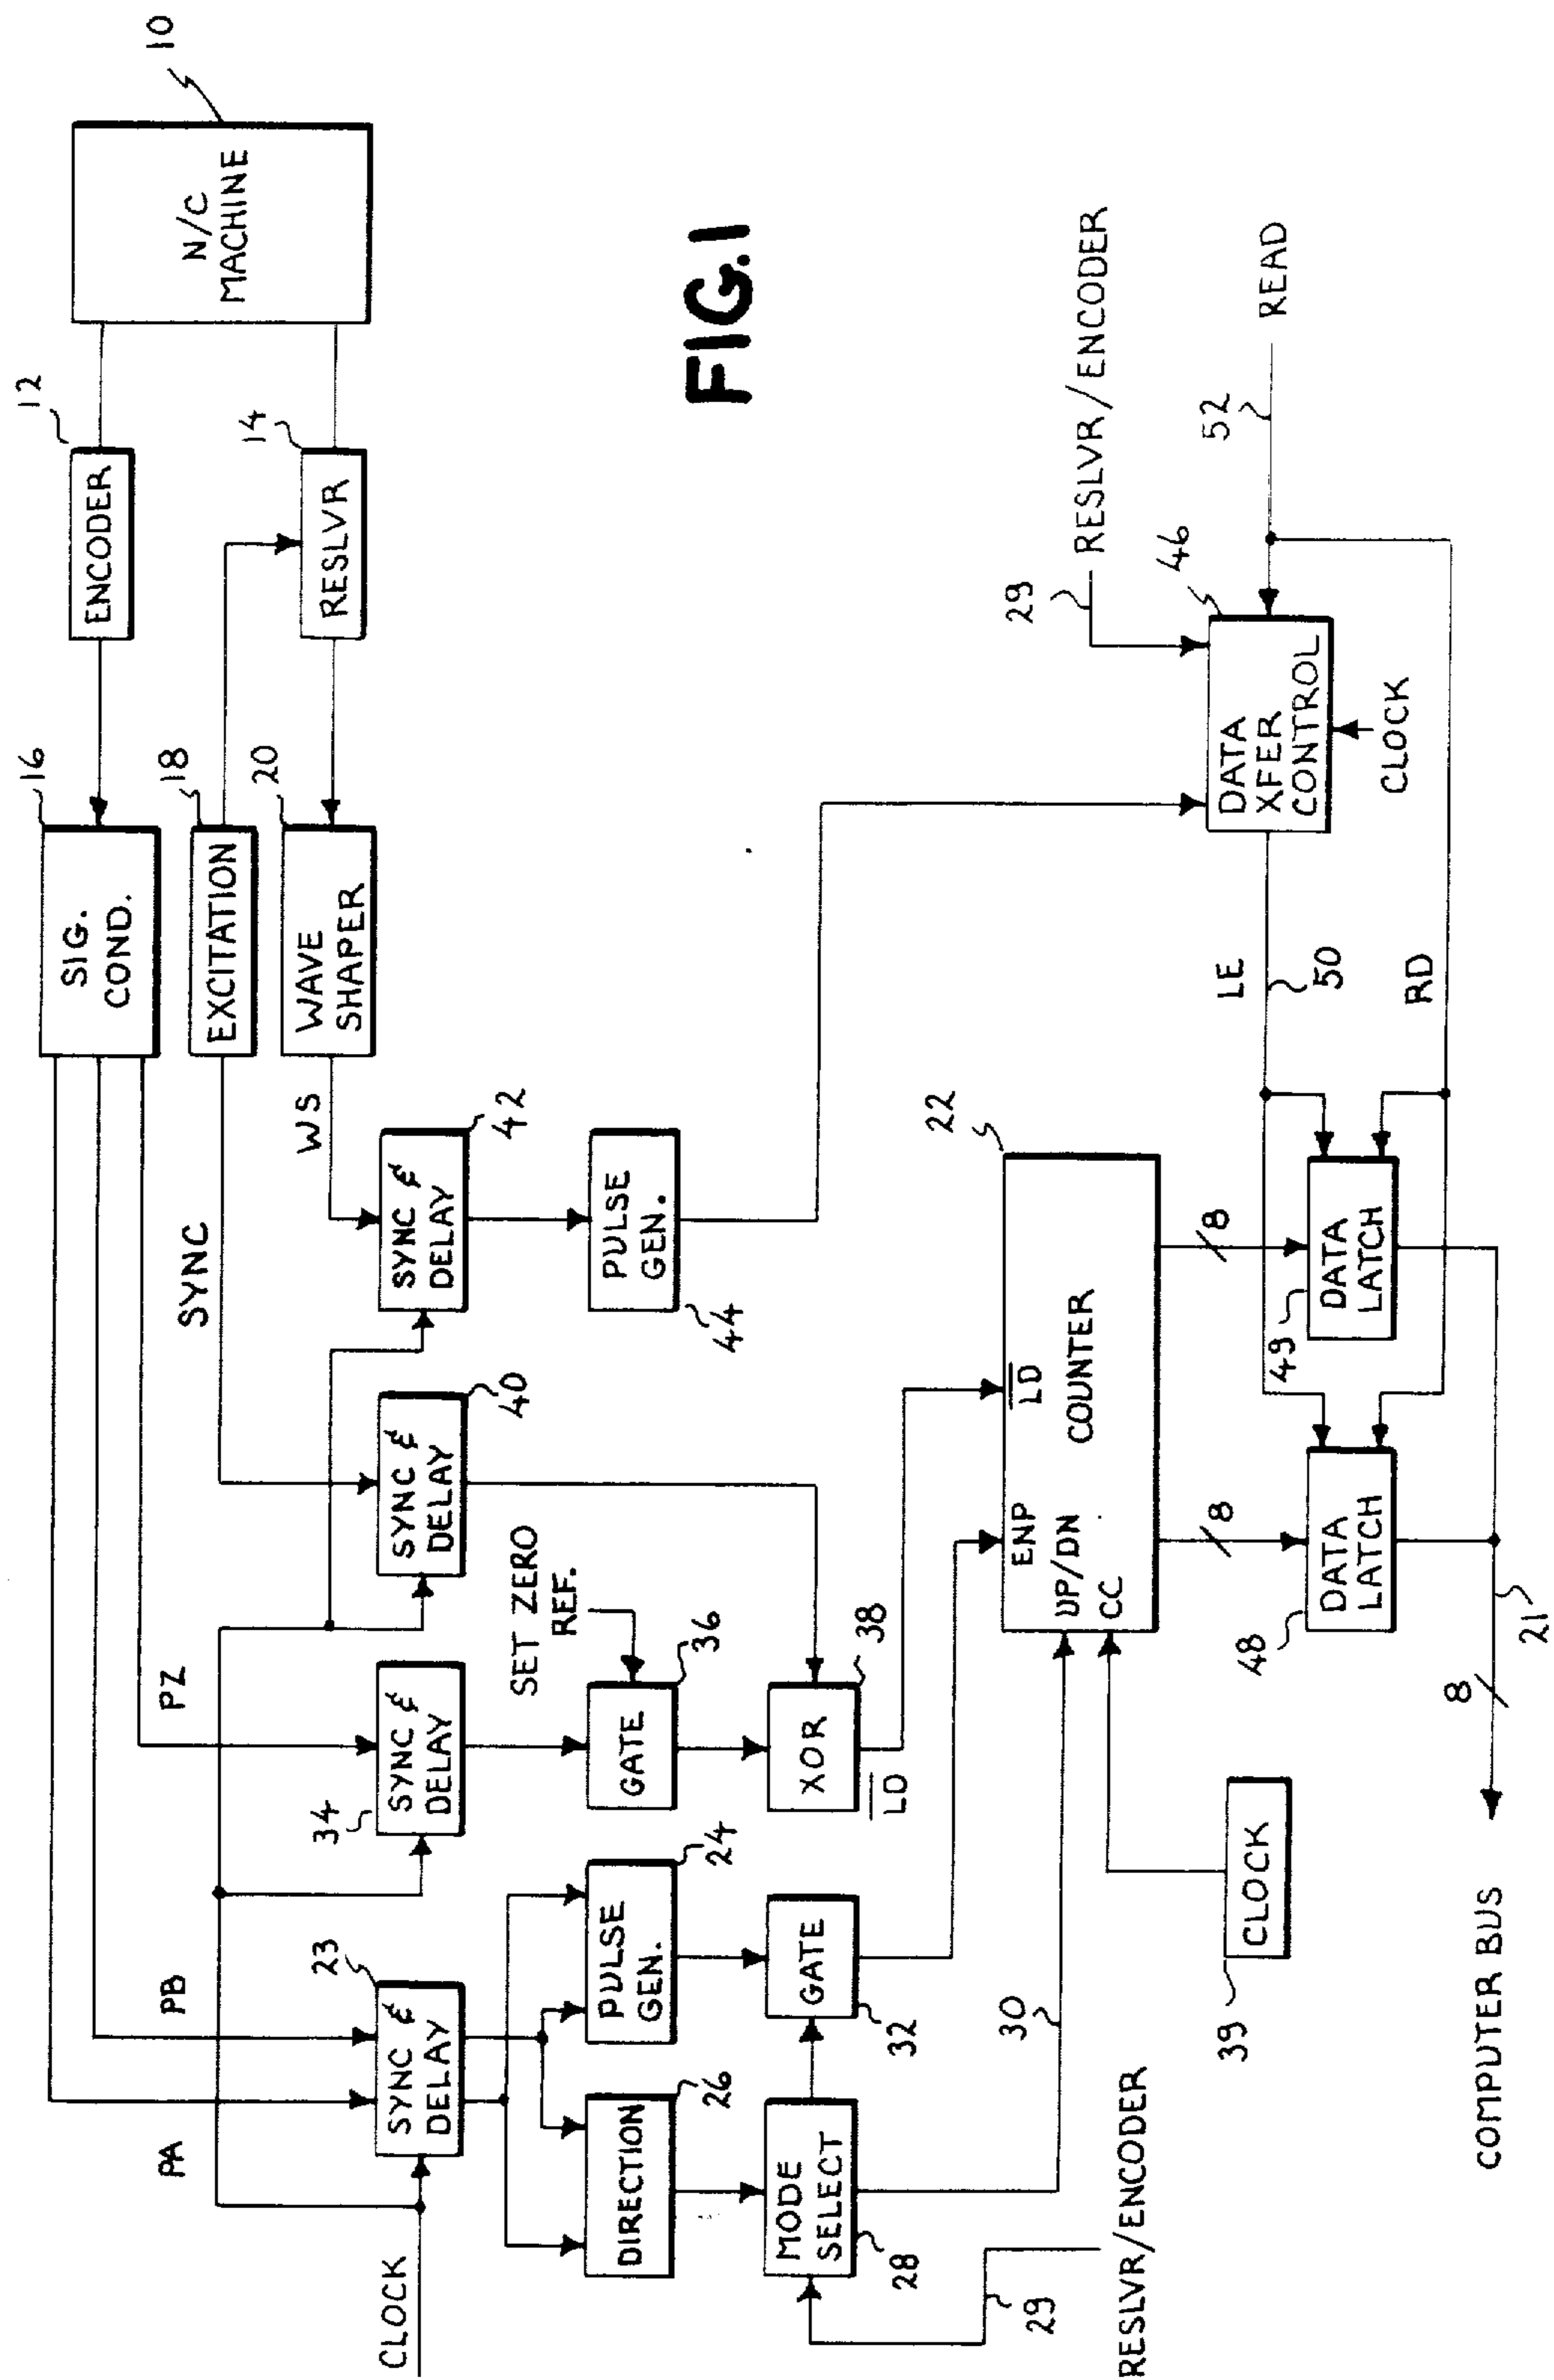 10
N/C
MACHINE
12
ENCODER
14
RESLVR
16
SIG.
COND.
18
EXCITATION
20
WAVE
SHAPER
FIG.1
PA
PB
PZ
SYNC
WS
CLOCK
23
SYNC &
DELAY
34
SYNC &
DELAY
40
SYNC &
DELAY
42
SYNC &
DELAY
26
DIRECTION
24
PULSE
GEN.
SET ZERO
REF.
36
GATE
44
PULSE
GEN.
28
MODE
SELECT
32
GATE
38
XOR
LD
29
RESLVR/ENCODER
30
39
CLOCK
22
ENP
LD
UP/DN
COUNTER
CC
8
8
48
DATA
LATCH
49
DATA
LATCH
LE
50
RD
29
RESLVR/ENCODER
46
DATA
XFER
CONTROL
CLOCK
52
READ
8
21
COMPUTER BUS